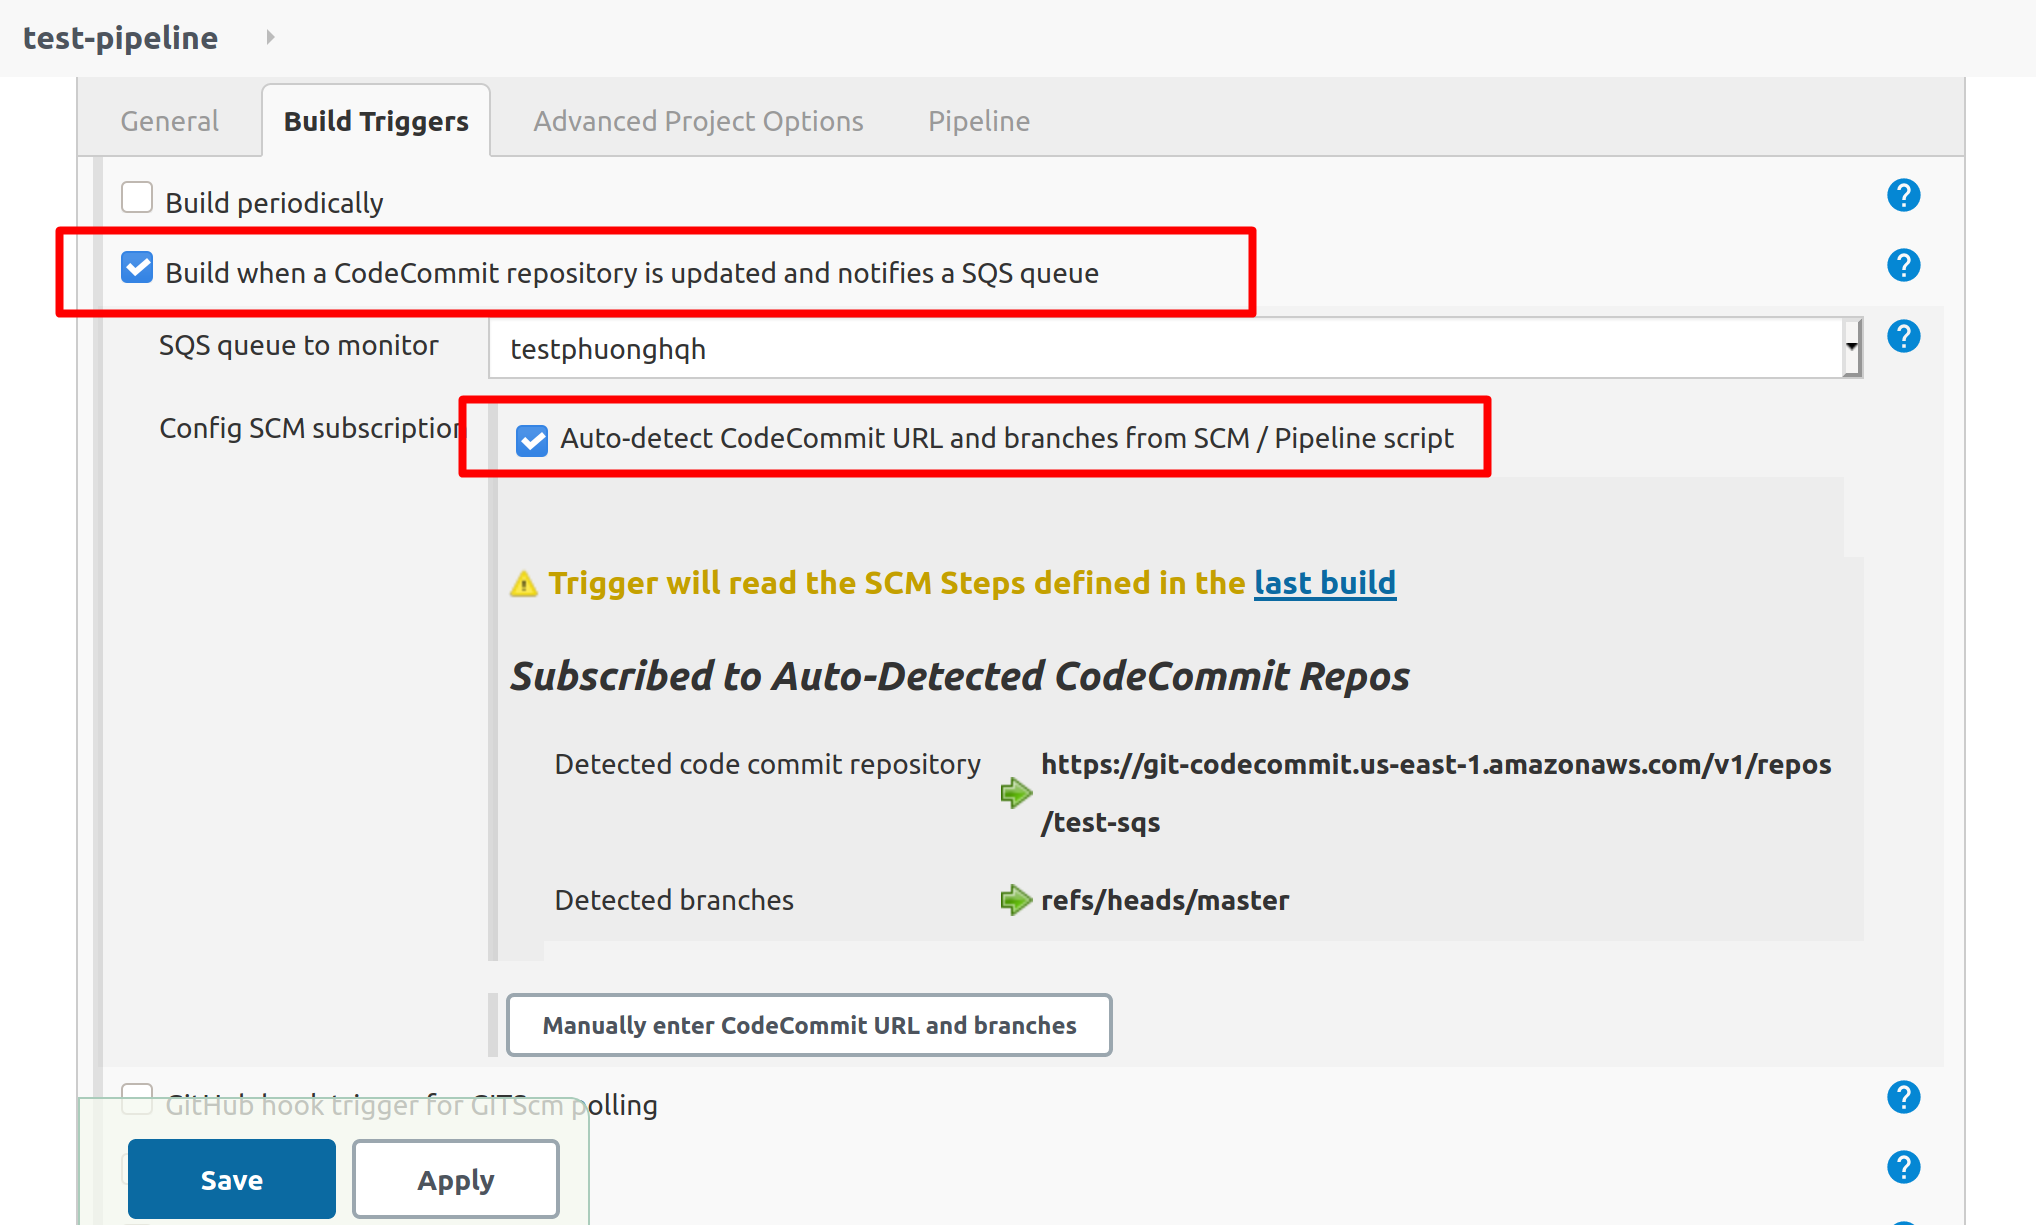 test-pipeline
General Build Triggers Advanced Project Options Pipeline
Build periodically
Build when a CodeCommit repository is updated and notifies a SQS queue
SQS queue to monitor testphuonghqh
Config SCM subscription Auto-detect CodeCommit URL and branches from SCM / Pipeline script
Trigger will read the SCM Steps defined in the last build
Subscribed to Auto-Detected CodeCommit Repos
Detected code commit repository https://git-codecommit.us-east-1.amazonaws.com/v1/repos
/test-sqs
Detected branches refs/heads/master
Manually enter CodeCommit URL and branches
GitHub hook trigger for GITScm polling
Save Apply